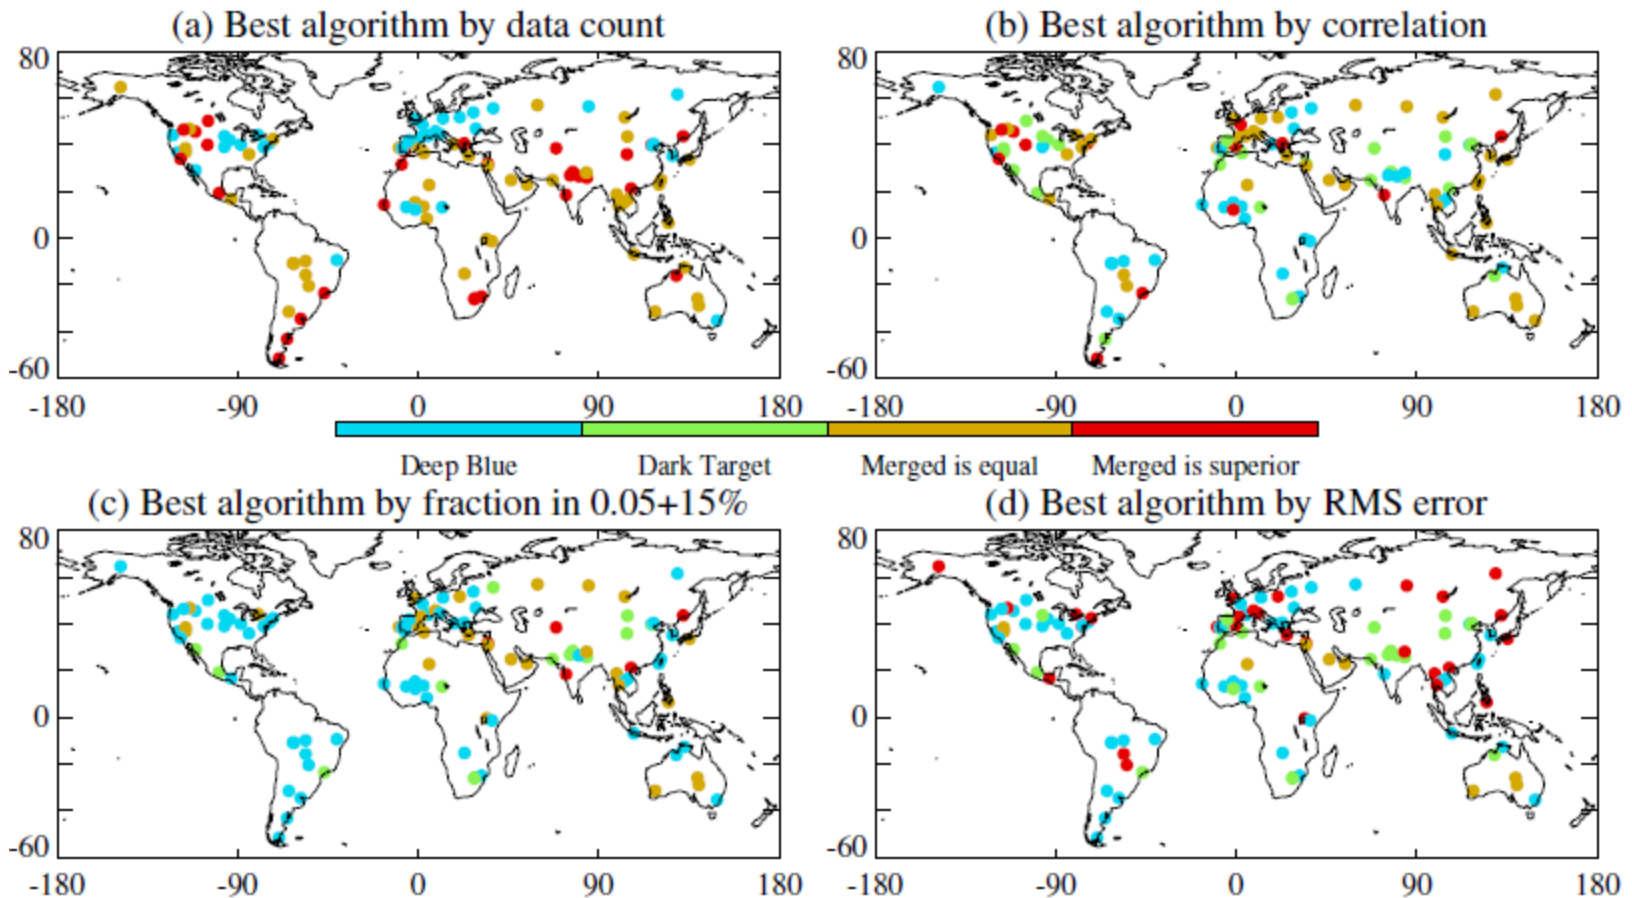 (a) Best algorithm by data count
(b) Best algorithm by correlation
80
0
-60
-180 -90 0 90 180
80
0
-60
-180 -90 0 90 180
Deep Blue
Dark Target
Merged is equal
Merged is superior
(c) Best algorithm by fraction in 0.05+15%
(d) Best algorithm by RMS error
80
0
-60
-180 -90 0 90 180
80
0
-60
-180 -90 0 90 180